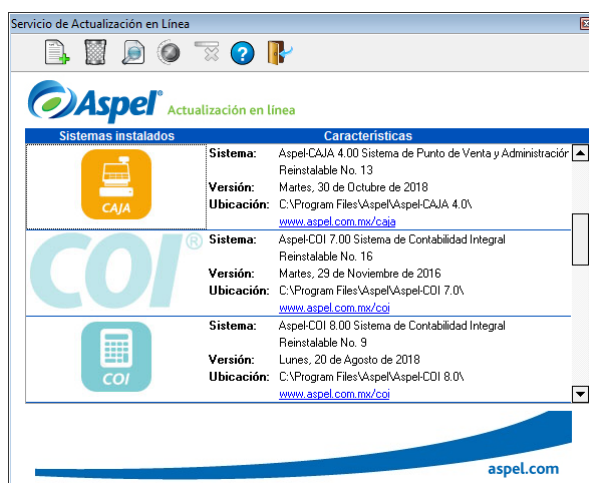 Servicio de Actualización en Línea
Aspel® Actualización en línea
Sistemas instalados Características
CAJA
Sistema: Aspel-CAJA 4.00 Sistema de Punto de Venta y Administración
Reinstalable No. 13
Versión: Martes, 30 de Octubre de 2018
Ubicación: C:\Program Files\Aspel\Aspel-CAJA 4.0\
www.aspel.com.mx/caja
COI®
Sistema: Aspel-COI 7.00 Sistema de Contabilidad Integral
Reinstalable No. 16
Versión: Martes, 29 de Noviembre de 2016
Ubicación: C:\Program Files\Aspel\Aspel-COI 7.0\
www.aspel.com.mx/coi
COI
Sistema: Aspel-COI 8.00 Sistema de Contabilidad Integral
Reinstalable No. 9
Versión: Lunes, 20 de Agosto de 2018
Ubicación: C:\Program Files\Aspel\Aspel-COI 8.0\
www.aspel.com.mx/coi
aspel.com